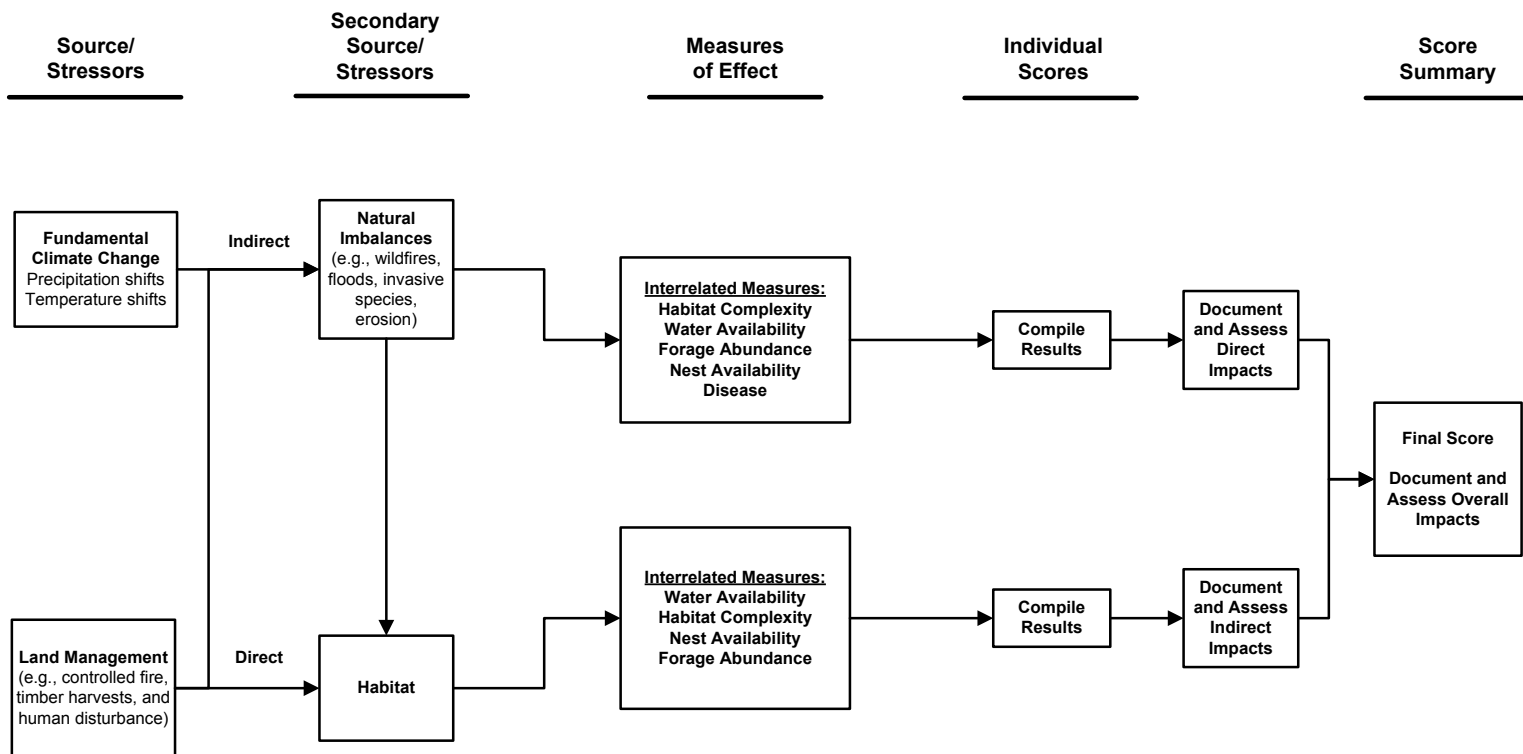 Source/
Stressors
Secondary
Source/
Stressors
Measures
of Effect
Individual
Scores
Score
Summary
Fundamental
Climate Change
Precipitation shifts
Temperature shifts
Indirect
Natural
Imbalances
(e.g., wildfires,
floods, invasive
species,
erosion)
Interrelated Measures:
Habitat Complexity
Water Availability
Forage Abundance
Nest Availability
Disease
Compile
Results
Document
and Assess
Direct
Impacts
Final Score
Document and
Assess Overall
Impacts
Land Management
(e.g., controlled fire,
timber harvests, and
human disturbance)
Direct
Habitat
Interrelated Measures:
Water Availability
Habitat Complexity
Nest Availability
Forage Abundance
Compile
Results
Document
and Assess
Indirect
Impacts